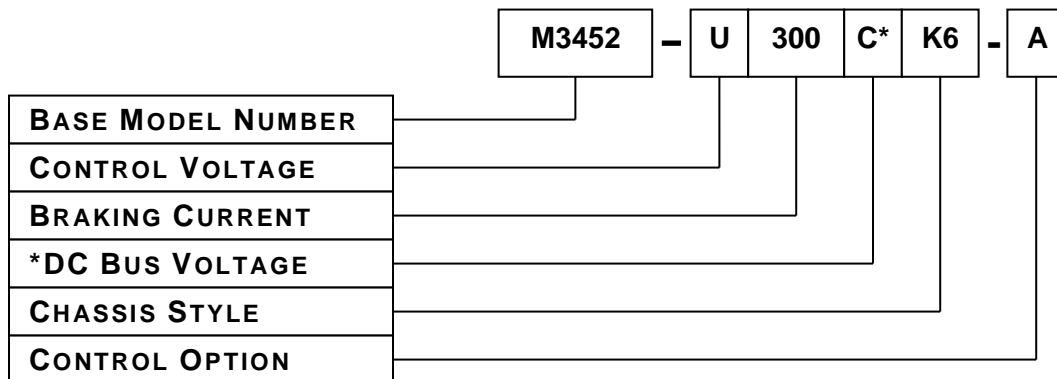 M3452 – U 300 C* K6 - A
BASE MODEL NUMBER
CONTROL VOLTAGE
BRAKING CURRENT
*DC BUS VOLTAGE
CHASSIS STYLE
CONTROL OPTION